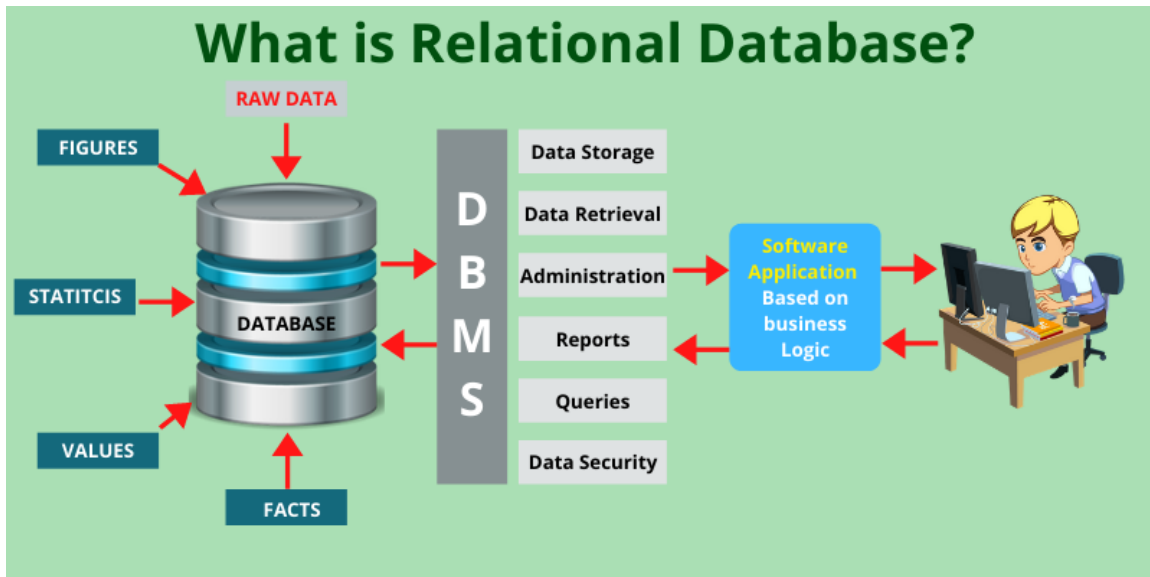 What is Relational Database?
RAW DATA
FIGURES
STATITCIS
DATABASE
VALUES
FACTS
D
B
M
S
Data Storage
Data Retrieval
Administration
Reports
Queries
Data Security
Software
Application
Based on
business
Logic